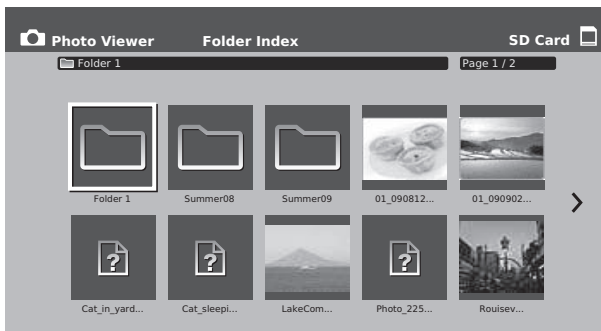 Photo Viewer Folder Index SD Card
Folder 1 Page 1 / 2
Folder 1 Summer08 Summer09 01_090812... 01_090902...
Cat_in_yard... Cat_sleepi... LakeCom... Photo_225... Rouisev...